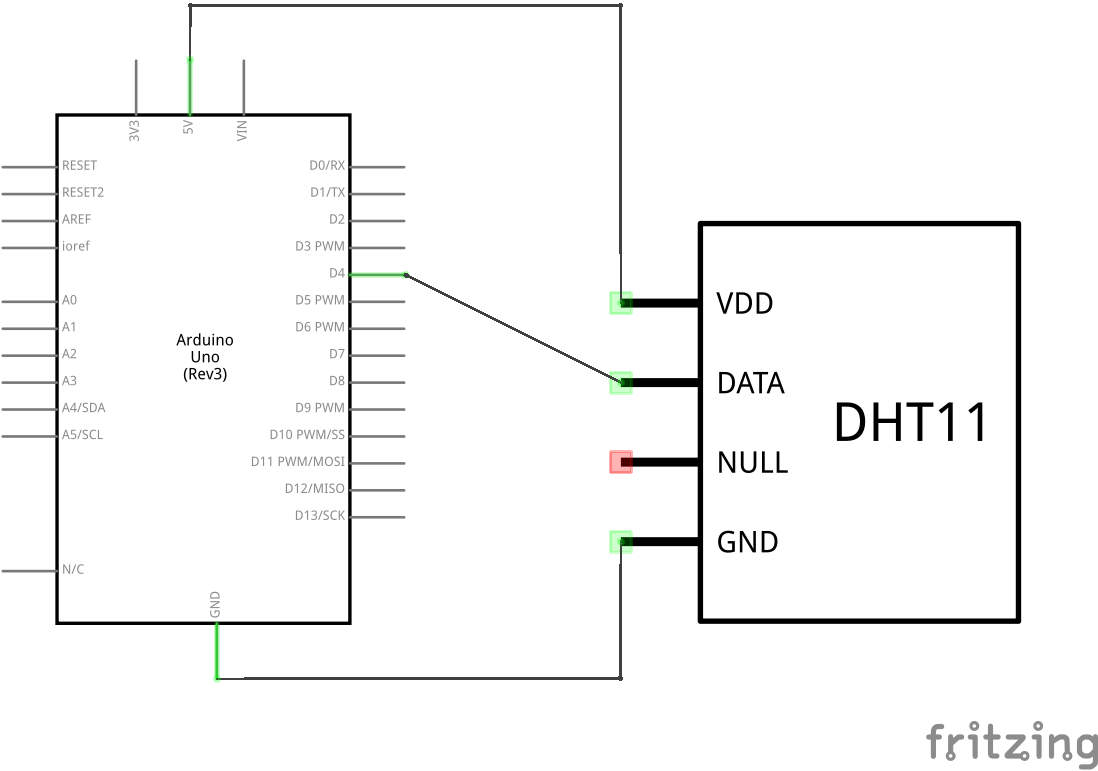 3V3
5V
VIN
RESET
RESET2
AREF
ioref
A0
A1
A2
A3
A4/SDA
A5/SCL
N/C
D0/RX
D1/TX
D2
D3 PWM
D4
D5 PWM
D6 PWM
D7
D8
D9 PWM
D10 PWM/SS
D11 PWM/MOSI
D12/MISO
D13/SCK
Arduino
Uno
(Rev3)
GND
VDD
DATA
NULL
GND
DHT11
fritzing